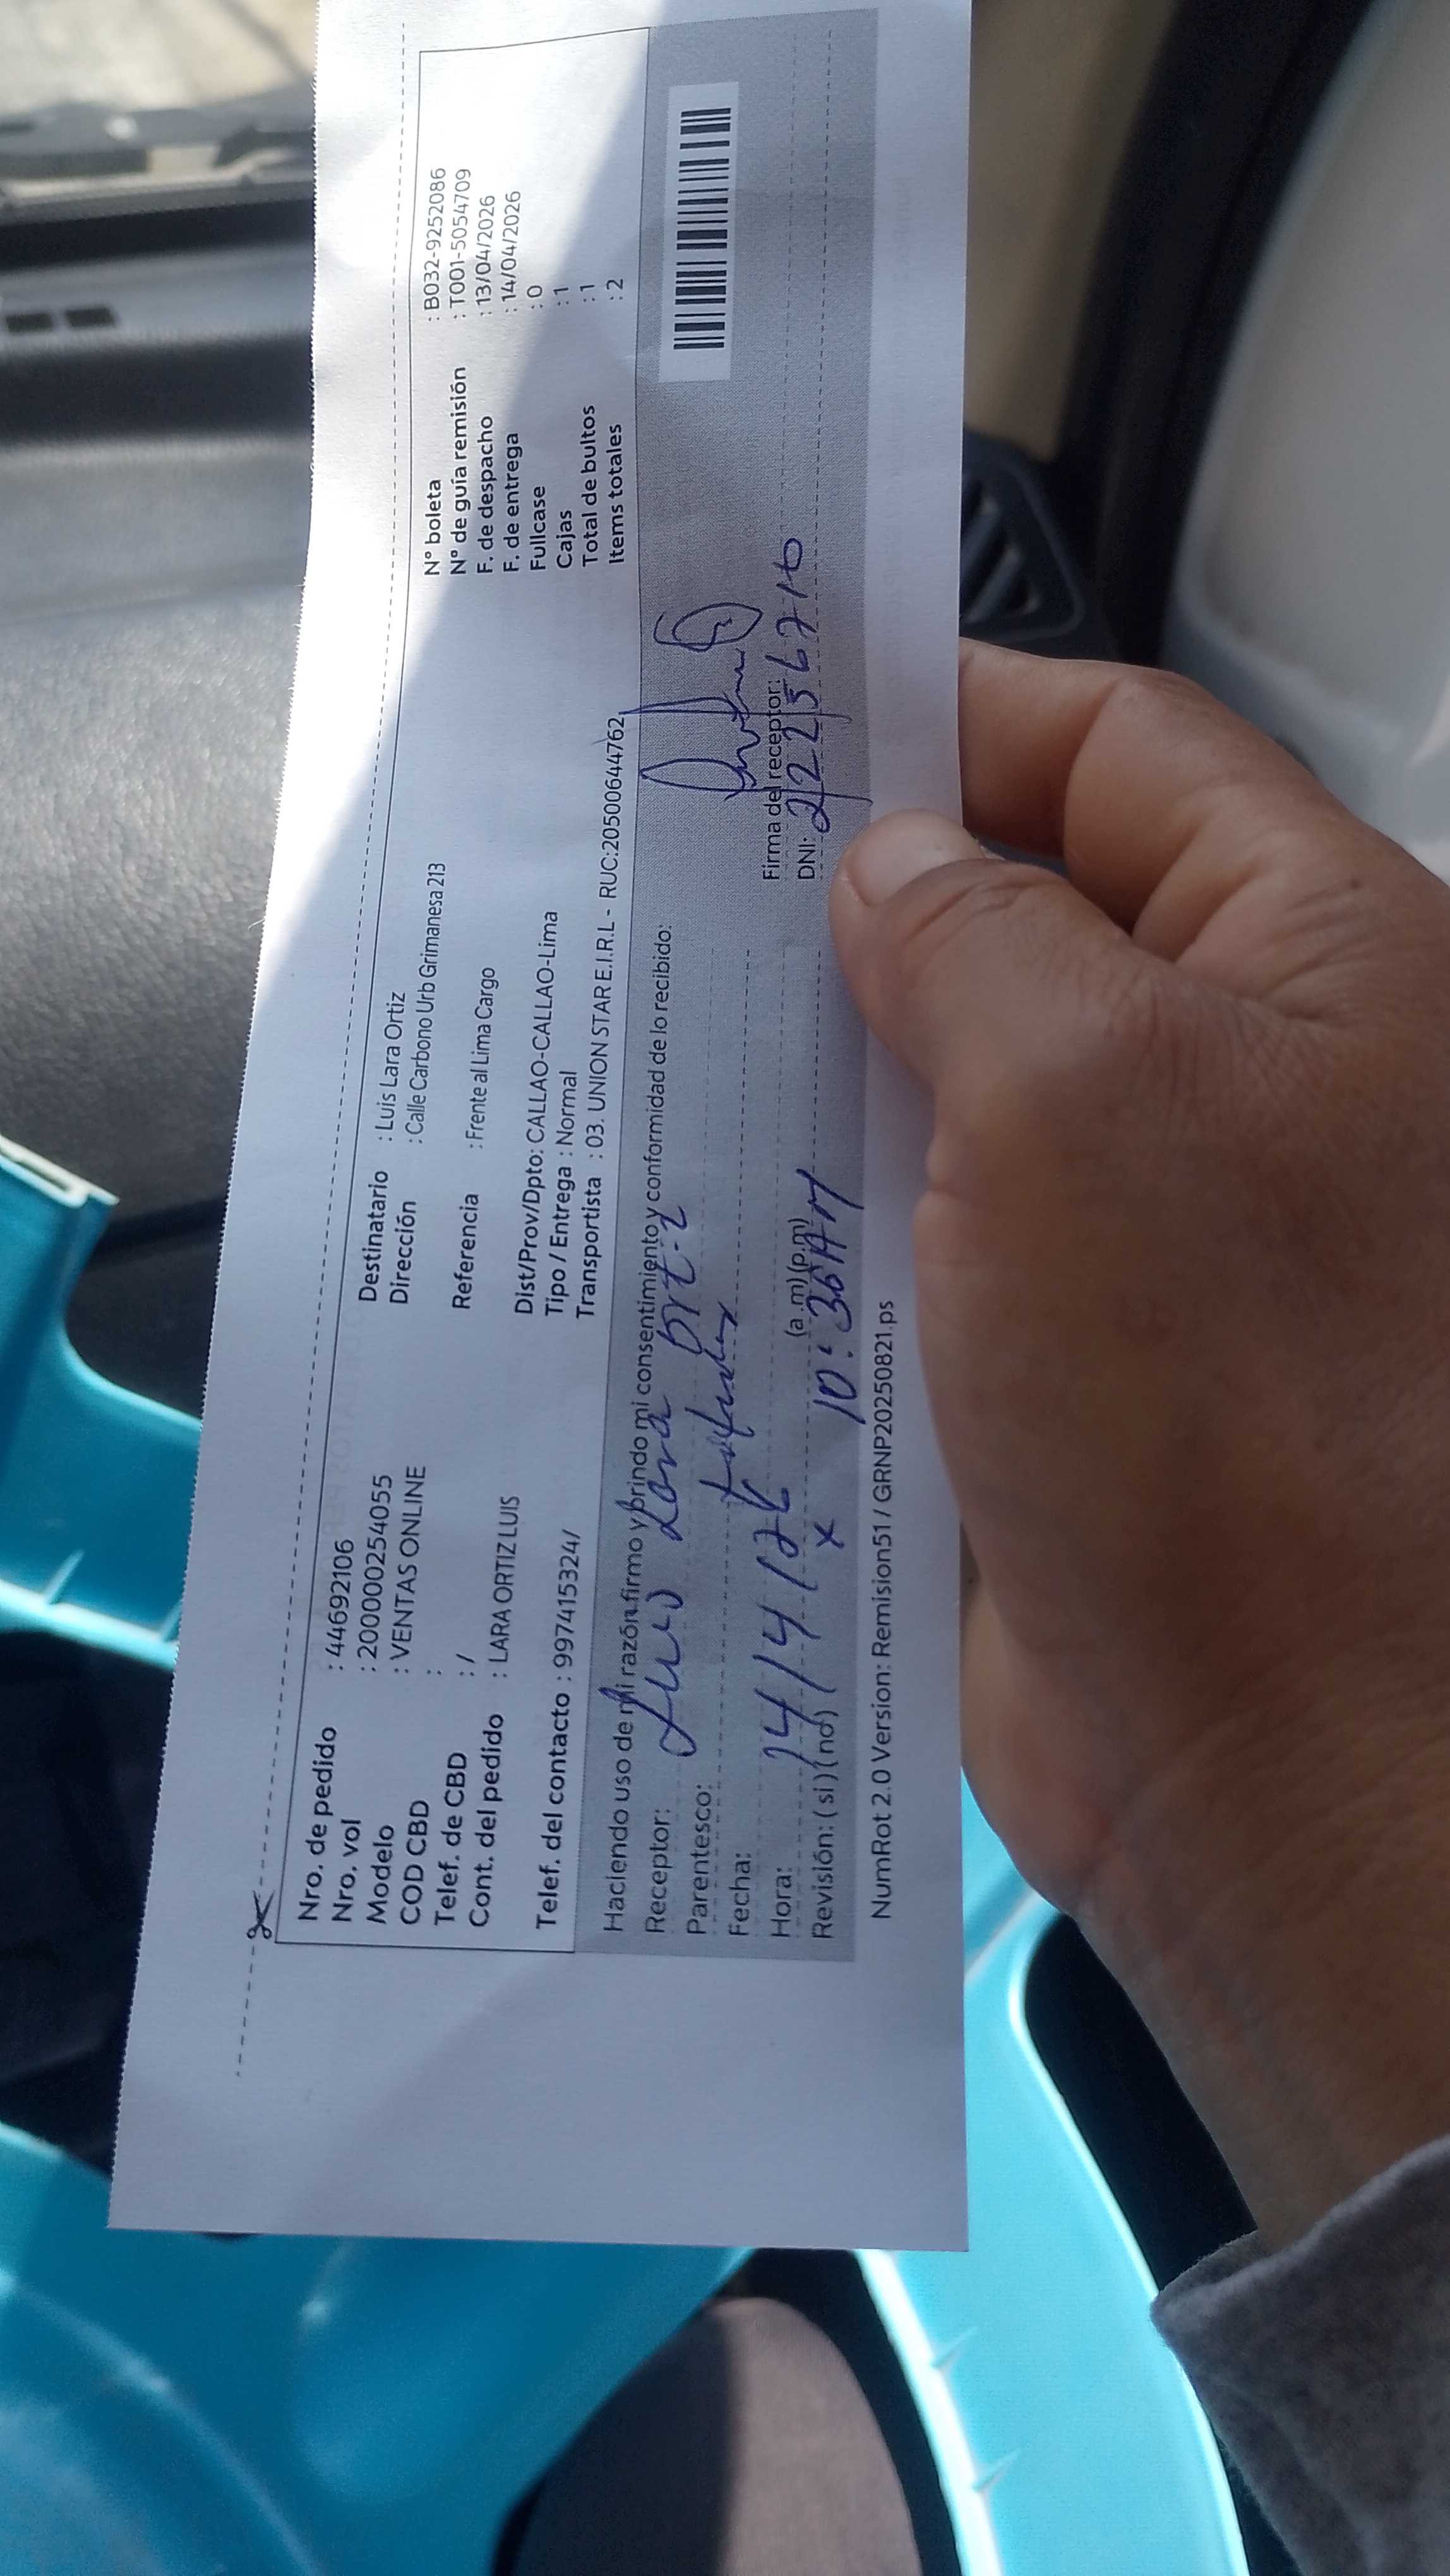 Nro. de pedido : 44692106
Nro. vol : 200000254055
Modelo : VENTAS ONLINE
COD CBD :
Telef. de CBD : /
Cont. del pedido : LARA ORTIZ LUIS
Telef. del contacto : 997415324/
Destinatario : Luis Lara Ortiz
Dirección : Calle Carbono Urb Grimanesa 213
Referencia : Frente al Lima Cargo
Dist/Prov/Dpto: CALLAO-CALLAO-Lima
Tipo / Entrega : Normal
Transportista : 03. UNION STAR E.I.R.L - RUC:20500644762
N° boleta : B032-9252086
N° de guía remisión : T001-5054709
F. de despacho : 13/04/2026
F. de entrega : 14/04/2026
Fullcase : 0
Cajas : 1
Total de bultos : 1
Items totales : 2
Haciendo uso de mi razón firmo y brindo mi consentimiento y conformidad de lo recibido:
Receptor: Luis Lara
Parentesco:
Fecha: 14/4/26
Hora: (a.m) (p.m) 10:36 AM
Revisión: ( si ) ( no ) x
Firma del receptor:
DNI:
NumRot 2.0 Version: Remision51 / GRNP20250821.ps